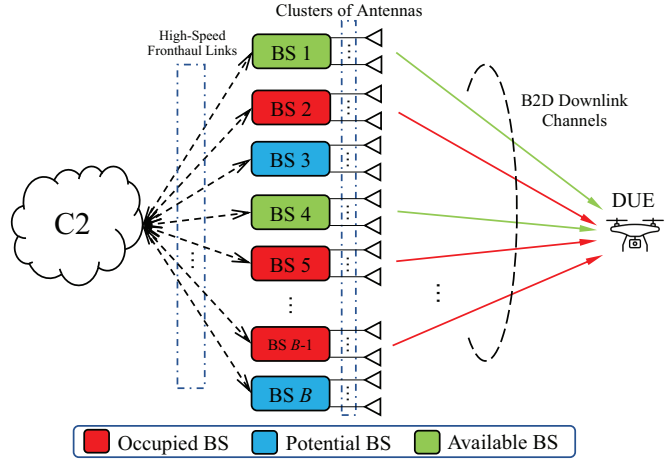 Clusters of Antennas
High-Speed
Fronthaul Links
BS 1
BS 2
BS 3
BS 4
BS 5
BS B-1
BS B
C2
B2D Downlink
Channels
DUE
Occupied BS
Potential BS
Available BS